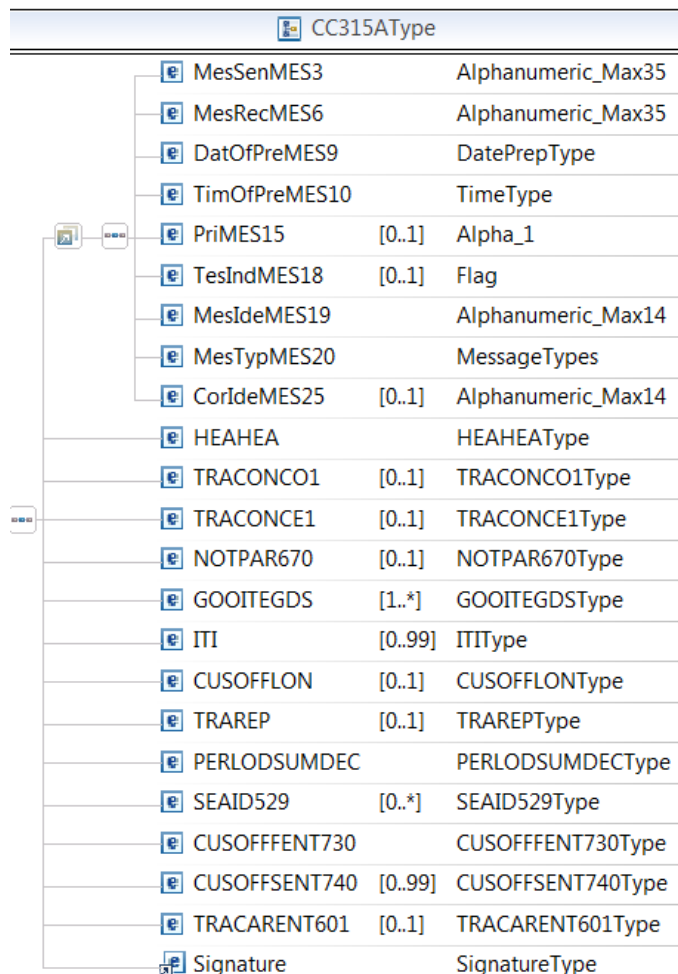 CC315AType
MesSenMES3 Alphanumeric_Max35
MesRecMES6 Alphanumeric_Max35
DatOfPreMES9 DatePrepType
TimOfPreMES10 TimeType
PriMES15 [0..1] Alpha_1
TesIndMES18 [0..1] Flag
MesIdeMES19 Alphanumeric_Max14
MesTypMES20 MessageTypes
CorIdeMES25 [0..1] Alphanumeric_Max14
HEAHEA HEAHEAType
TRACONCO1 [0..1] TRACONCO1Type
TRACONCE1 [0..1] TRACONCE1Type
NOTPAR670 [0..1] NOTPAR670Type
GOOITEGDS [1..*] GOOITEGDSType
ITI [0..99] ITIType
CUSOFFLON [0..1] CUSOFFLONType
TRAREP [0..1] TRAREPType
PERLODSUMDEC PERLODSUMDECType
SEAID529 [0..*] SEAID529Type
CUSOFFFENT730 CUSOFFFENT730Type
CUSOFFSENT740 [0..99] CUSOFFSENT740Type
TRACARENT601 [0..1] TRACARENT601Type
Signature SignatureType